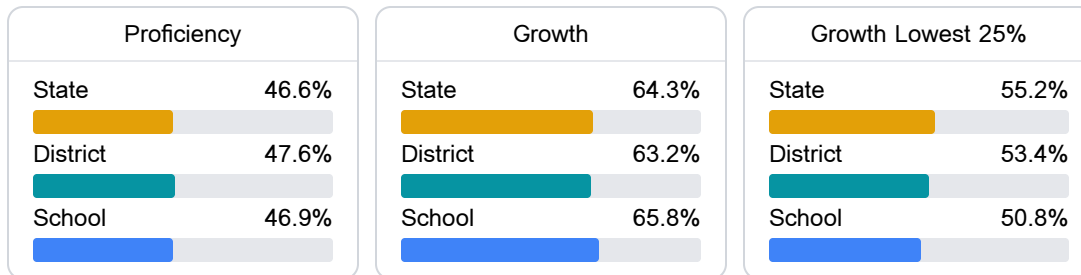 Proficiency
State 46.6%
District 47.6%
School 46.9%
Growth
State 64.3%
District 63.2%
School 65.8%
Growth Lowest 25%
State 55.2%
District 53.4%
School 50.8%